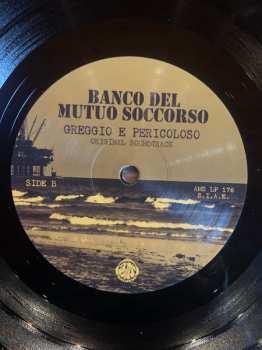 BANCO DEL
MUTUO SOCCORSO
GREGGIO E PERICOLOSO
ORIGINAL SOUNDTRACK
SIDE B
AMS LP 176
S.I.A.E.